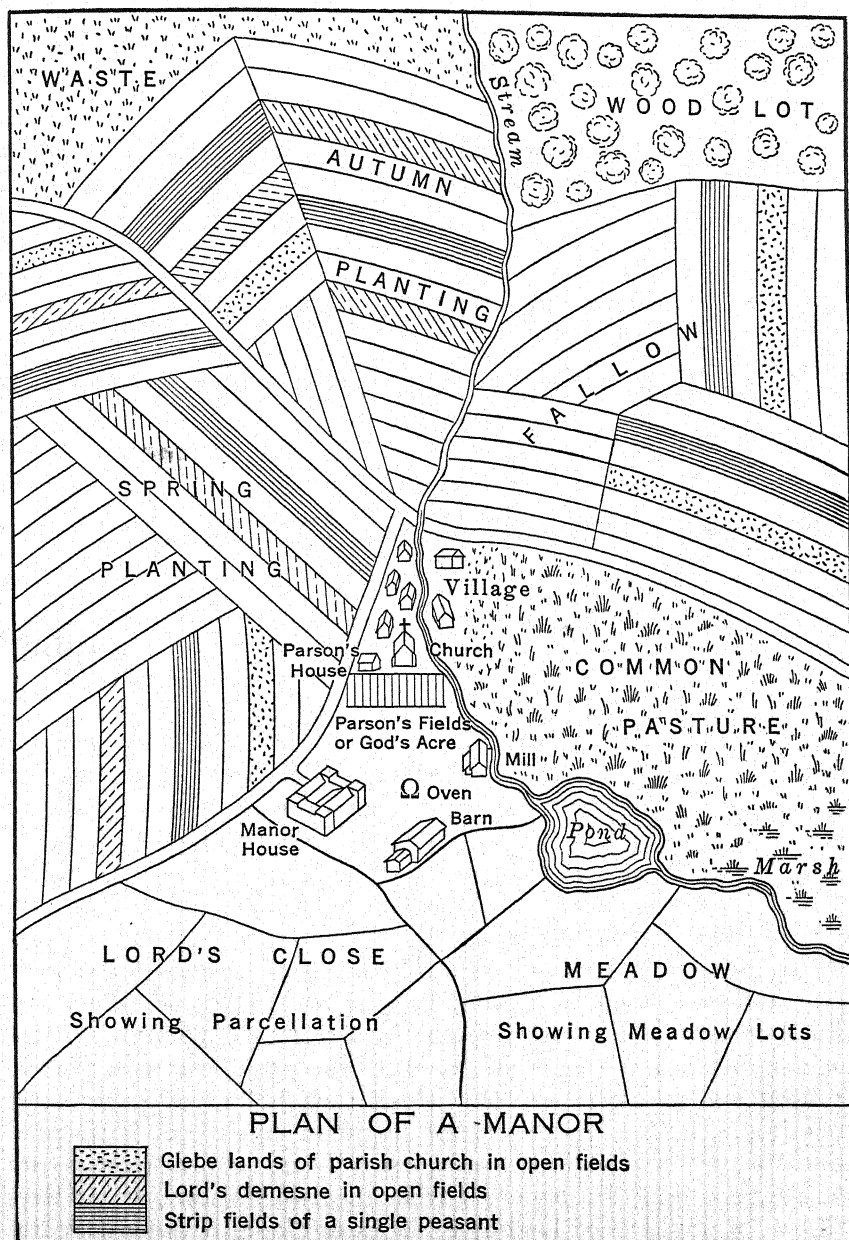 WASTE
Stream
WOOD LOT
AUTUMN
PLANTING
FALLOW
SPRING
PLANTING
Village
Parson's
House
Church
COMMON
PASTURE
Parson's Fields
or God's Acre
Mill
Ω Oven
Barn
Manor
House
Pond
Marsh
LORD'S CLOSE
Showing Parcellation
MEADOW
Showing Meadow Lots
PLAN OF A MANOR
Glebe lands of parish church in open fields
Lord's demesne in open fields
Strip fields of a single peasant